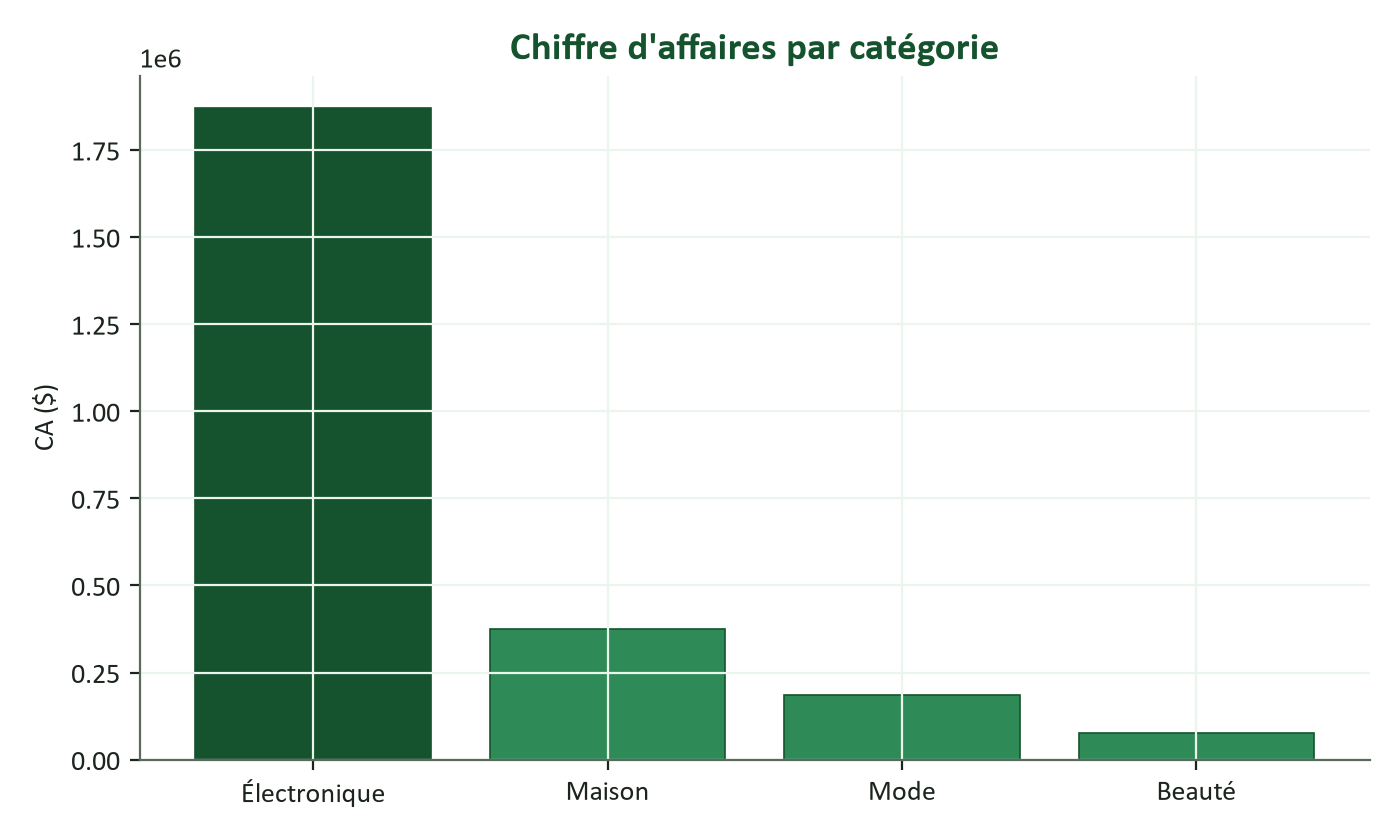 Chiffre d'affaires par catégorie
1e6
1.75
1.50
1.25
1.00
0.75
0.50
0.25
0.00
CA ($)
Électronique
Maison
Mode
Beauté